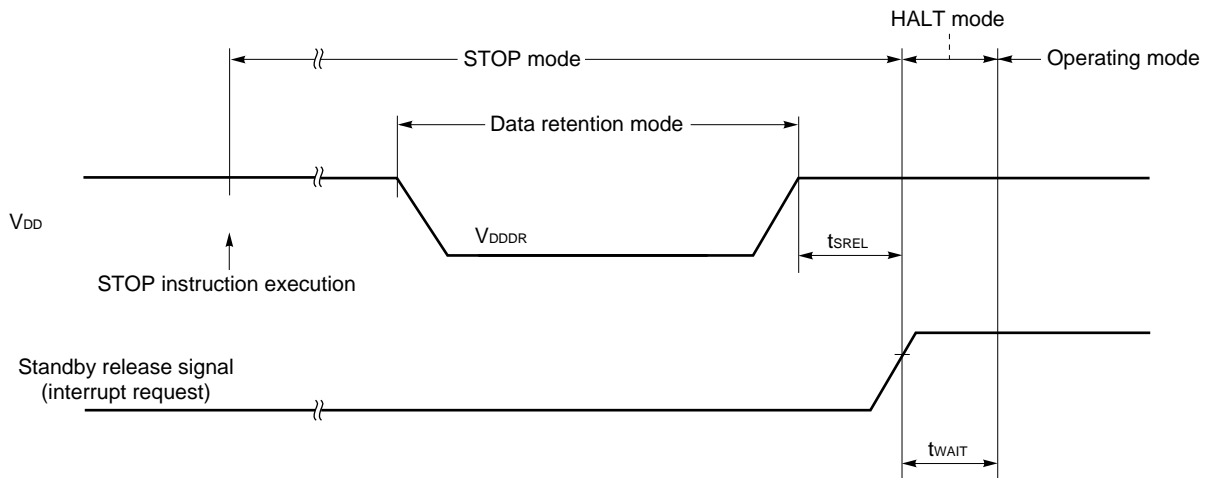 HALT mode
STOP mode
Operating mode
Data retention mode
VDD
VDDDR
tSREL
STOP instruction execution
Standby release signal
(interrupt request)
tWAIT